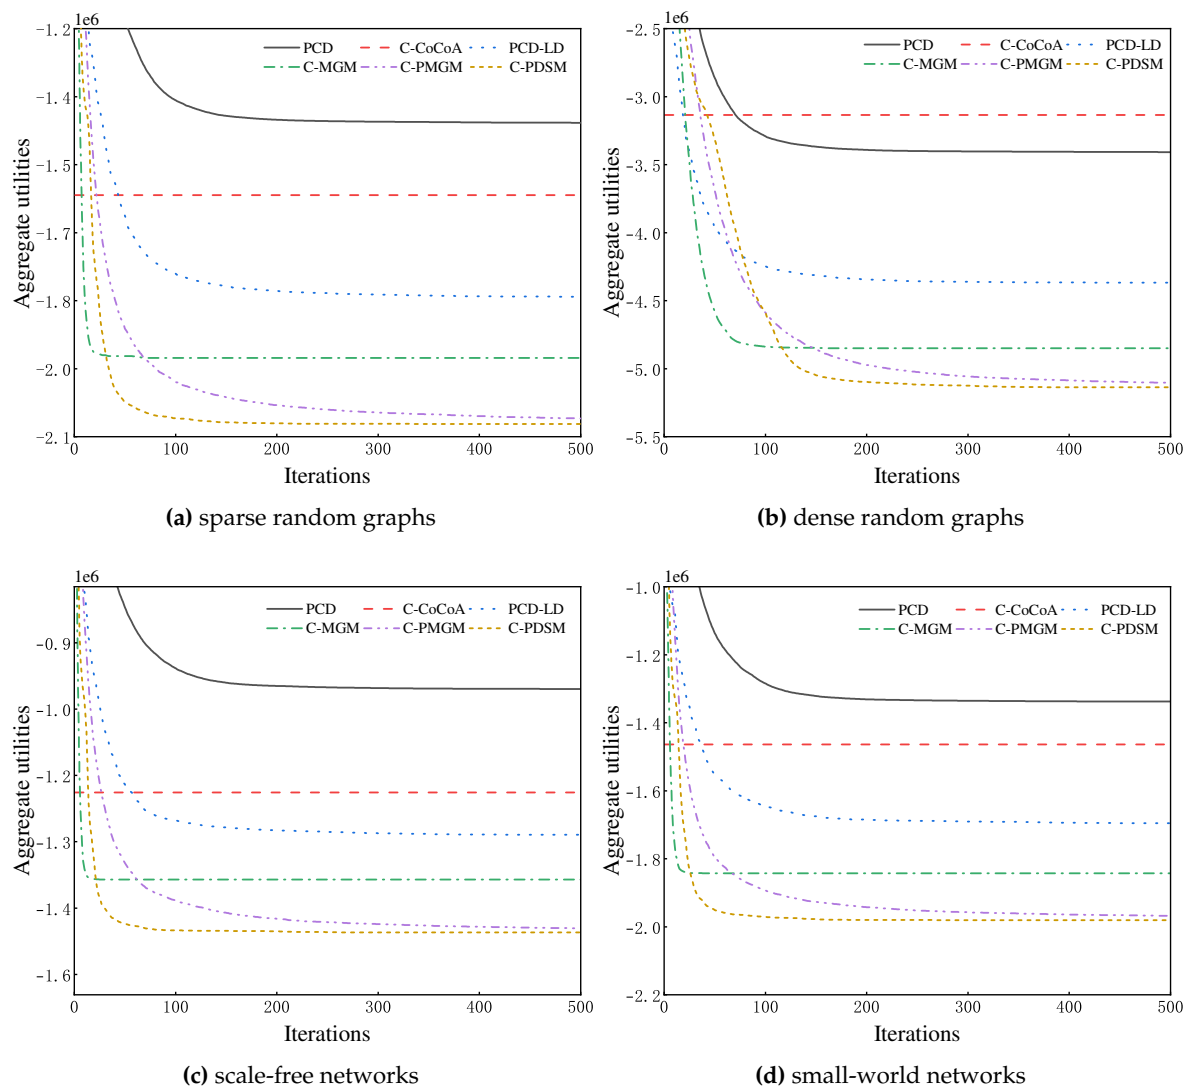 1e6
-1.2
-1.4
-1.5
-1.7
-1.8
-2.0
-2.1
0 100 200 300 400 500
Aggregate utilities
Iterations
PCD C-CoCoA PCD-LD
C-MGM C-PMGM C-PDSM
(a) sparse random graphs
1e6
-2.5
-3.0
-3.5
-4.0
-4.5
-5.0
-5.5
0 100 200 300 400 500
Aggregate utilities
Iterations
PCD C-CoCoA PCD-LD
C-MGM C-PMGM C-PDSM
(b) dense random graphs
1e6
-0.9
-1.0
-1.2
-1.3
-1.4
-1.6
0 100 200 300 400 500
Aggregate utilities
Iterations
PCD C-CoCoA PCD-LD
C-MGM C-PMGM C-PDSM
(c) scale-free networks
1e6
-1.0
-1.2
-1.4
-1.6
-1.8
-2.0
-2.2
0 100 200 300 400 500
Aggregate utilities
Iterations
PCD C-CoCoA PCD-LD
C-MGM C-PMGM C-PDSM
(d) small-world networks